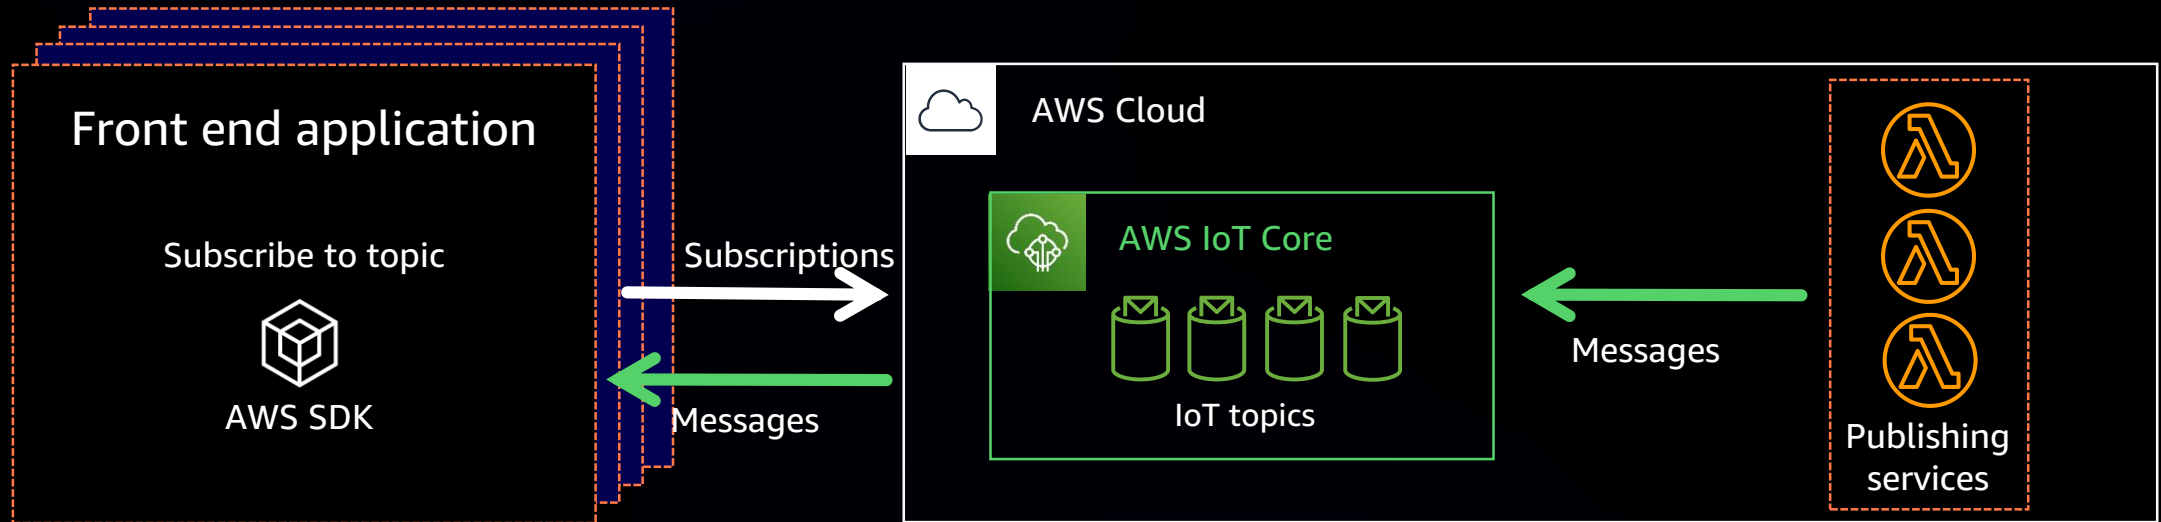 Front end application
Subscribe to topic
AWS SDK
Subscriptions
Messages
AWS Cloud
AWS IoT Core
IoT topics
Messages
Publishing
services